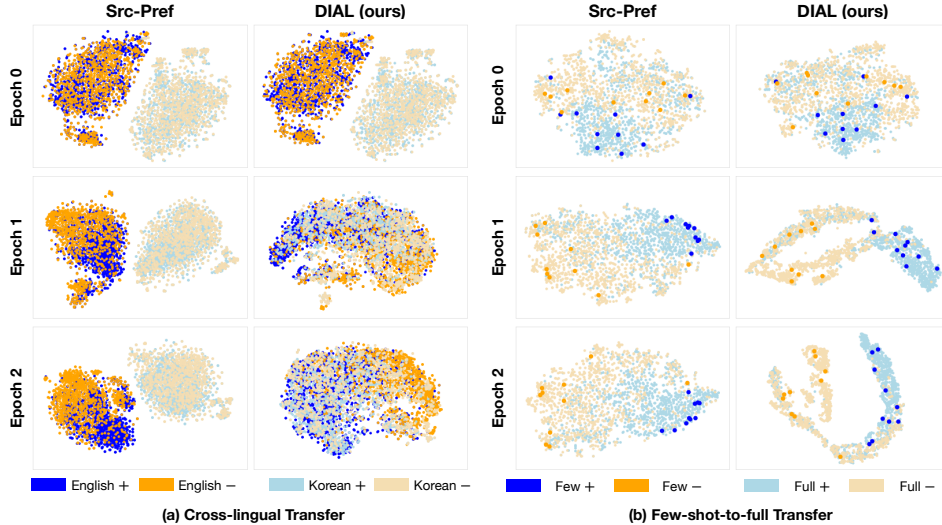 Src-Pref DIAL (ours) Src-Pref DIAL (ours)
Epoch 0 Epoch 0
Epoch 1 Epoch 1
Epoch 2 Epoch 2
English + English − Korean + Korean − Few + Few − Full + Full −
(a) Cross-lingual Transfer (b) Few-shot-to-full Transfer